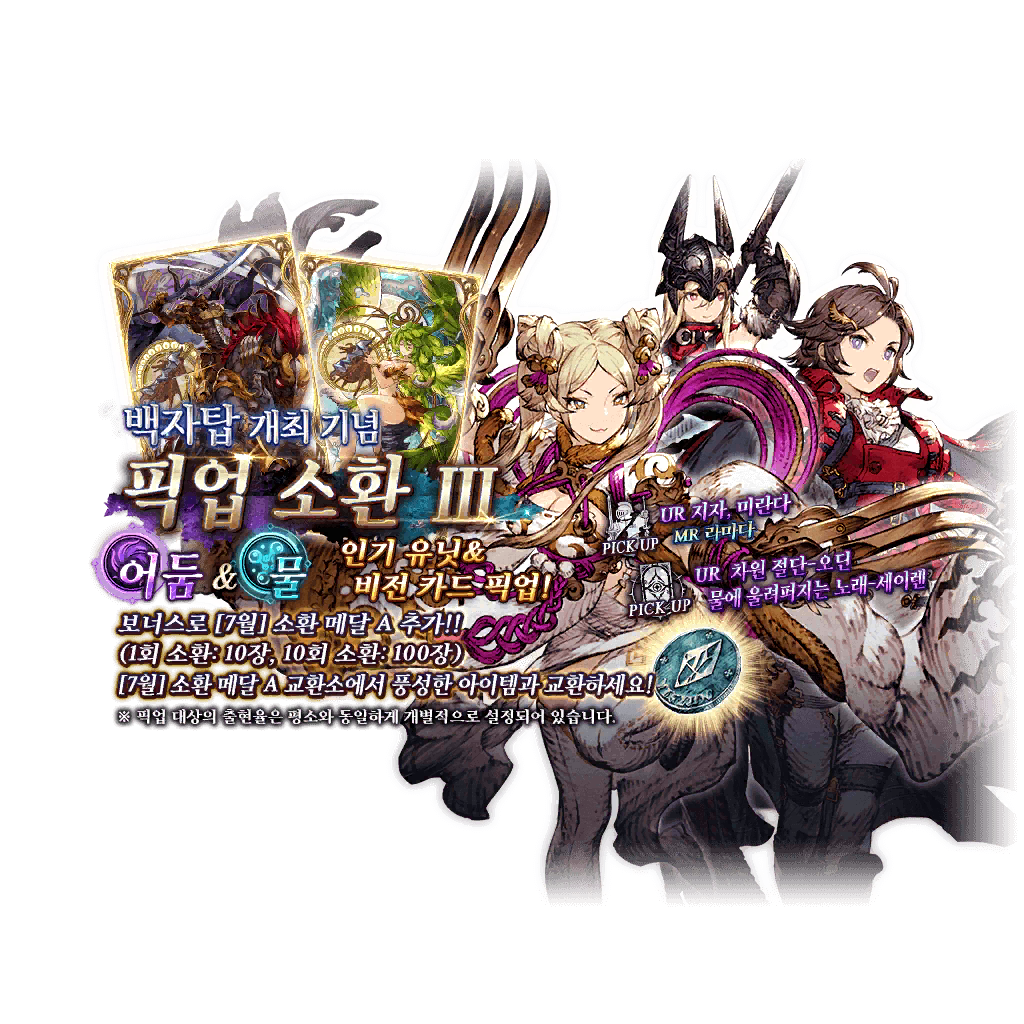 백자탑 개최 기념
픽업 소환 III
어둠 & 물
인기 유닛&
비전 카드 픽업!
보너스로 [7월] 소환 메달 A 추가!!
(1회 소환: 10장, 10회 소환: 100장)
[7월] 소환 메달 A 교환소에서 풍성한 아이템과 교환하세요!
※ 픽업 대상의 출현율은 평소와 동일하게 개별적으로 설정되어 있습니다.
PICK UP
UR 지자, 미란다
MR 라마다
PICK-UP
UR 차원 절단-오딘
물에 울려퍼지는 노래-세이렌